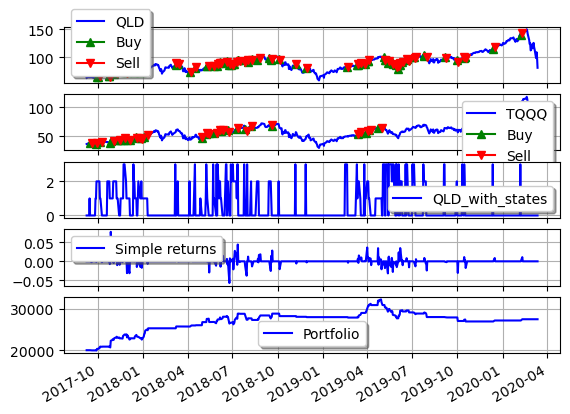 150
100
QLD
Buy
Sell
100
50
TQQQ
Buy
Sell
2
0
QLD_with_states
0.05
0.00
−0.05
Simple returns
30000
20000
Portfolio
2017-10
2018-01
2018-04
2018-07
2018-10
2019-01
2019-04
2019-07
2019-10
2020-01
2020-04